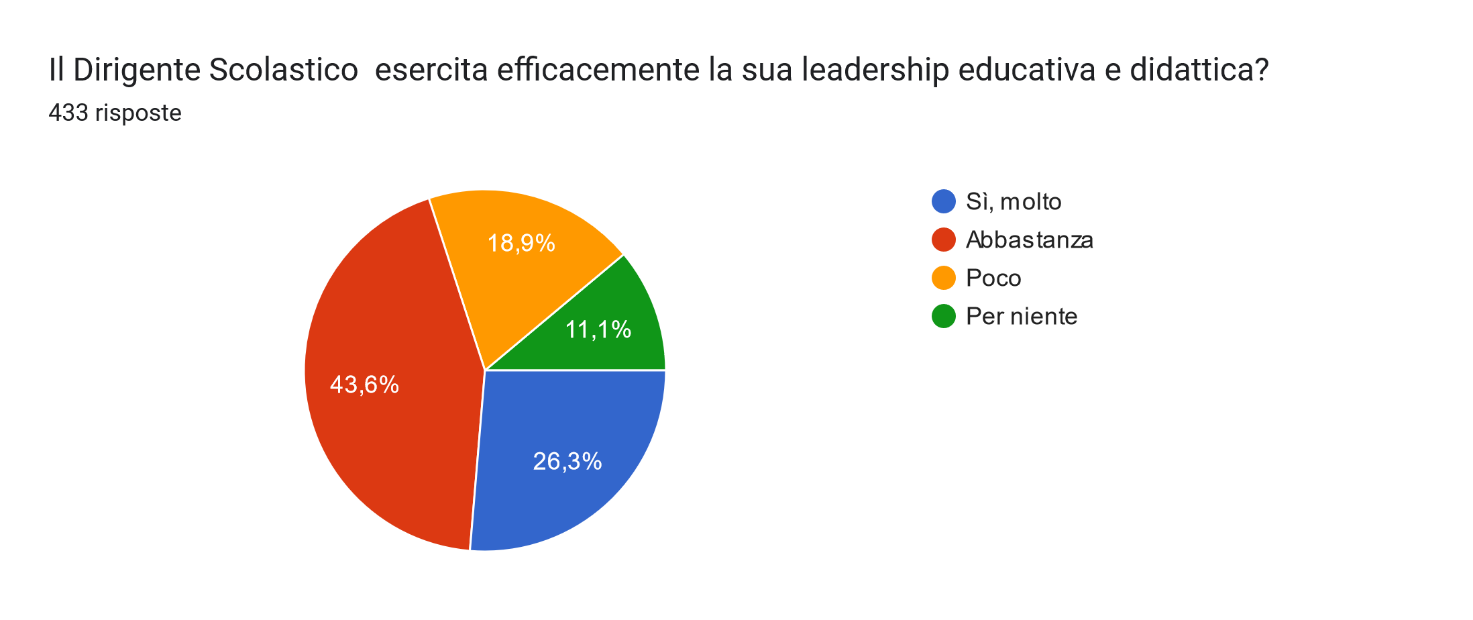 Il Dirigente Scolastico  esercita efficacemente la sua leadership educativa e didattica?
433 risposte
18,9%
11,1%
43,6%
26,3%
Sì, molto
Abbastanza
Poco
Per niente